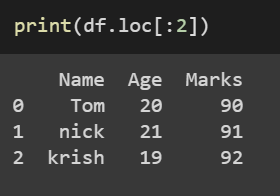 print(df.loc[:2])
Name Age Marks
0 Tom 20 90
1 nick 21 91
2 krish 19 92